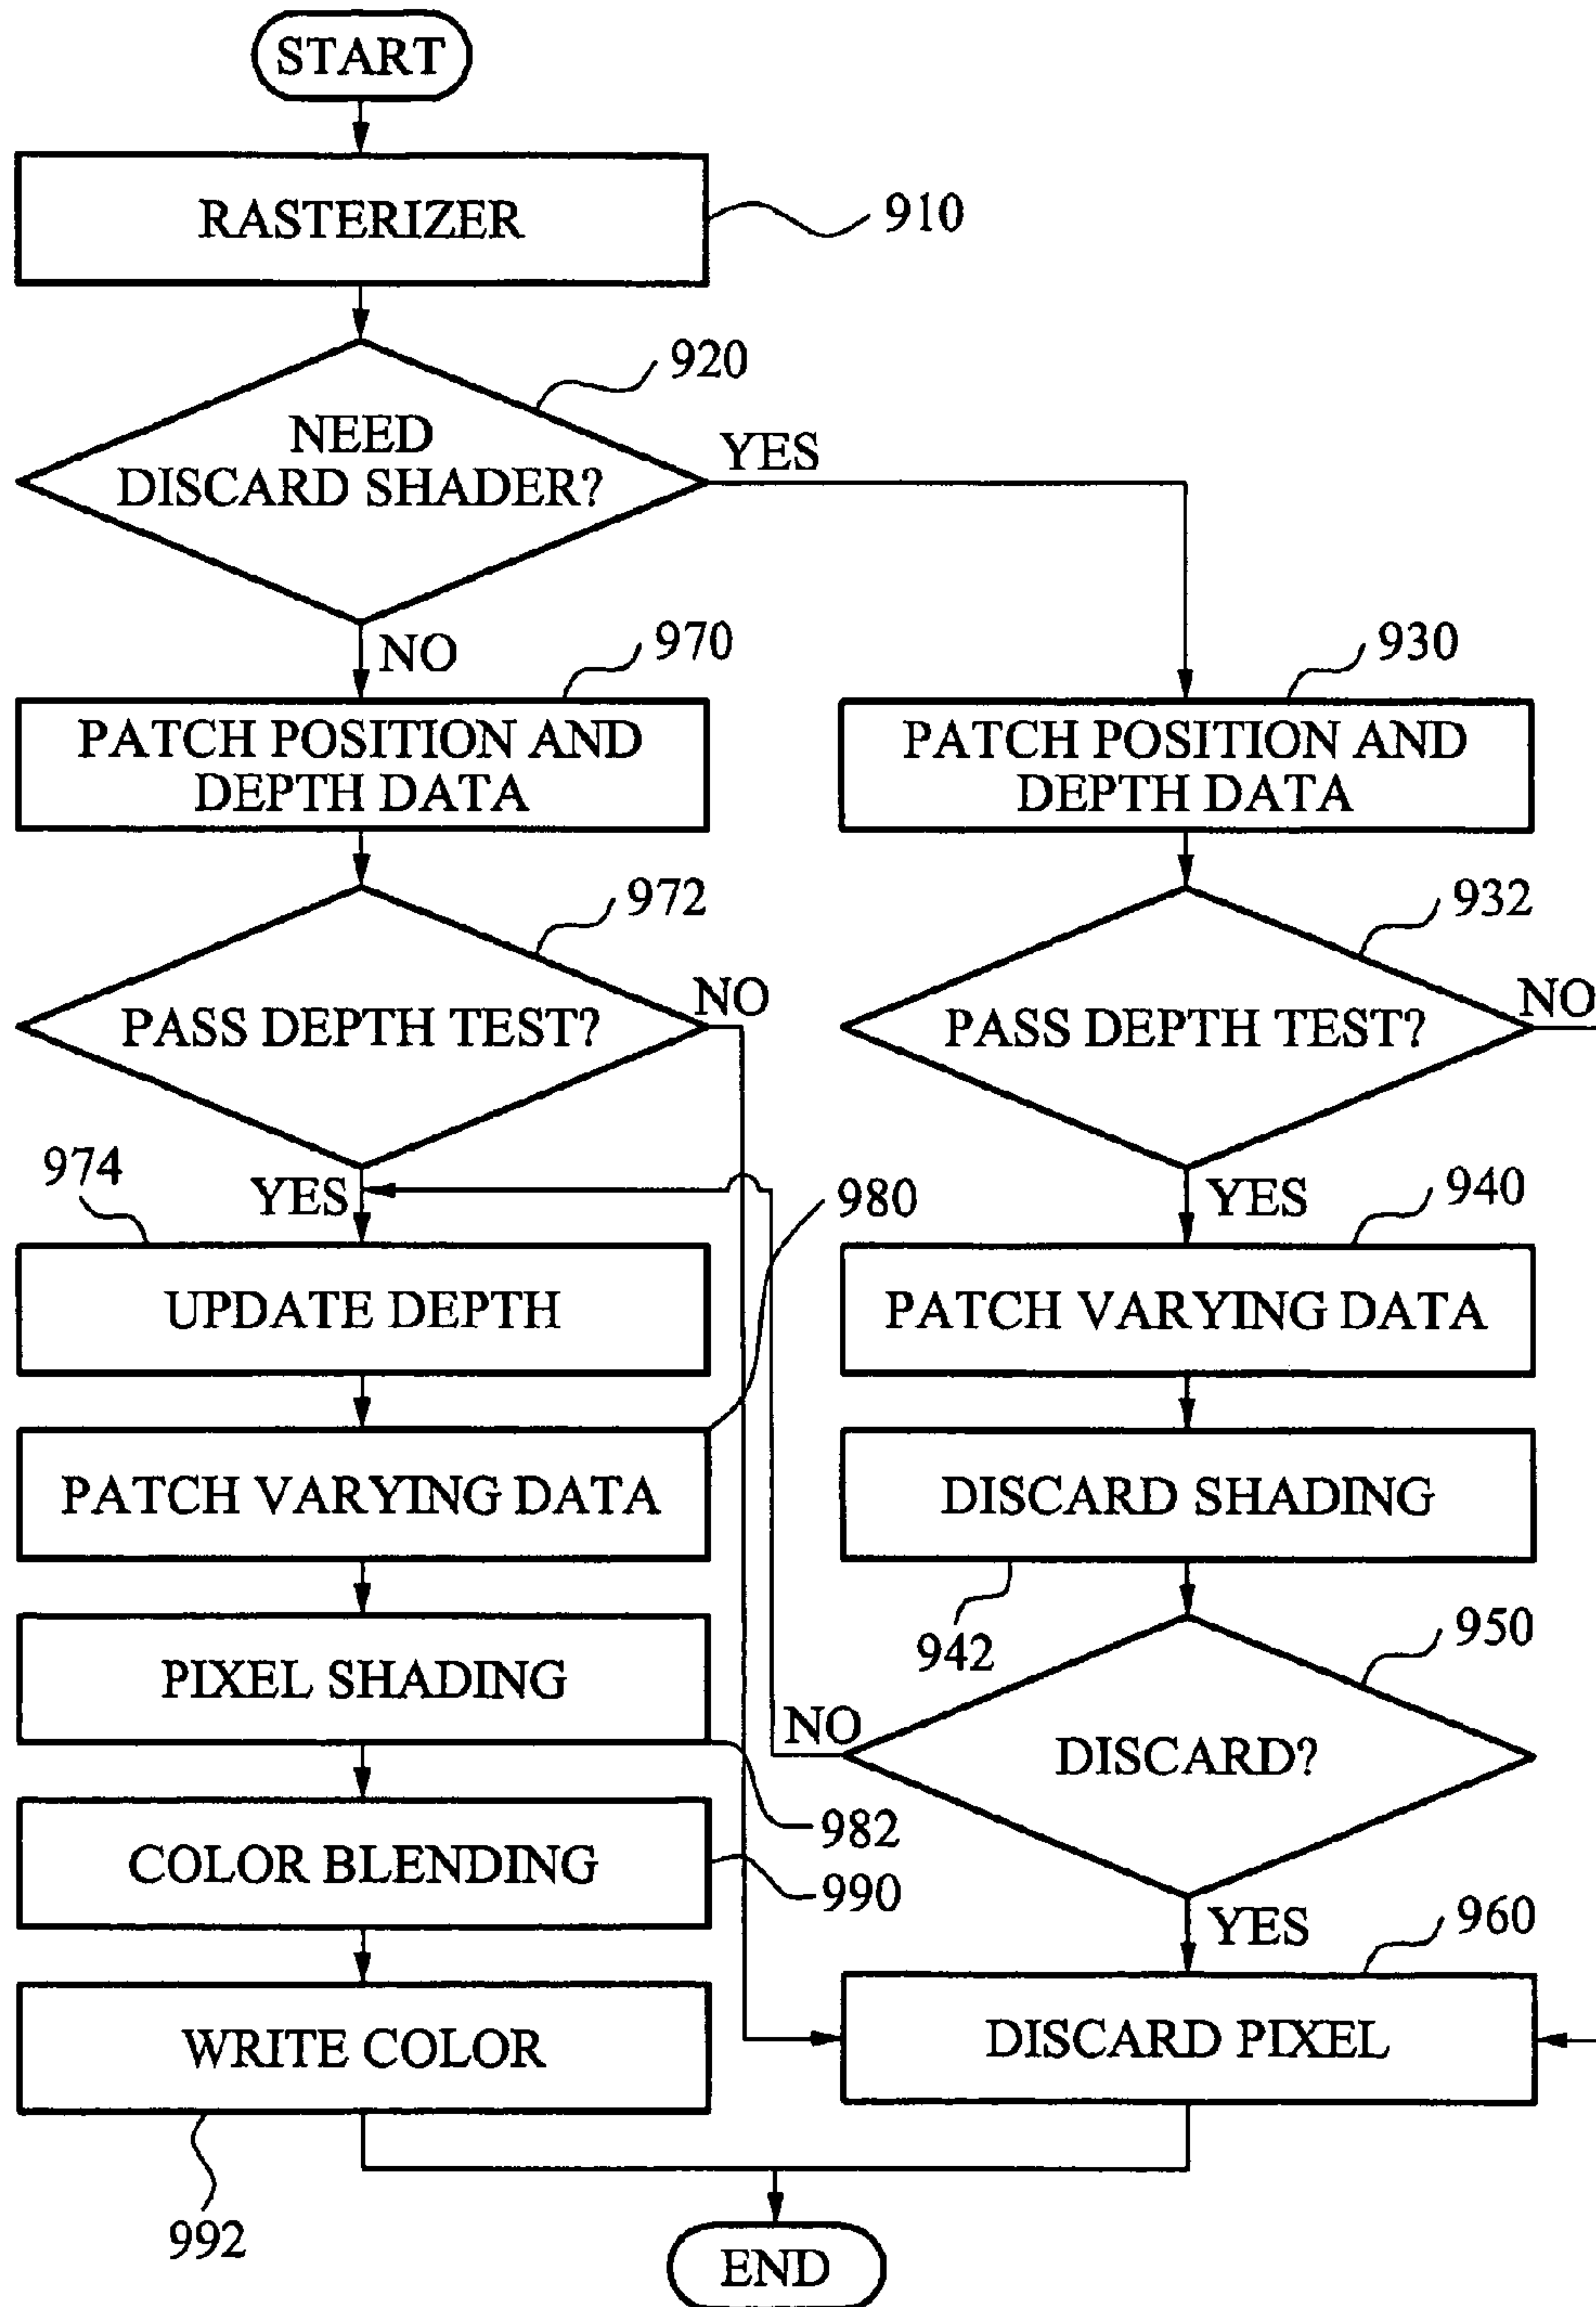 START
RASTERIZER
910
920
NEED
DISCARD SHADER?
YES
NO
970
930
PATCH POSITION AND
DEPTH DATA
PATCH POSITION AND
DEPTH DATA
972
932
PASS DEPTH TEST?
NO
PASS DEPTH TEST?
NO
974
YES
980
YES
940
UPDATE DEPTH
PATCH VARYING DATA
PATCH VARYING DATA
DISCARD SHADING
942
950
PIXEL SHADING
NO
DISCARD?
982
COLOR BLENDING
990
YES
960
WRITE COLOR
DISCARD PIXEL
992
END